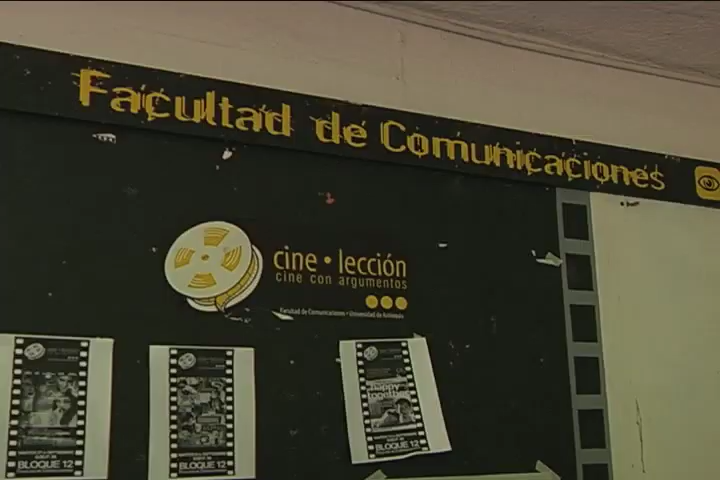 Facultad de Comunicaciones
cine • lección
cine con argumentos
Facultad de Comunicaciones • Universidad de Antioquia
BLOQUE 12
BLOQUE 12
happy
together
BLOQUE 12